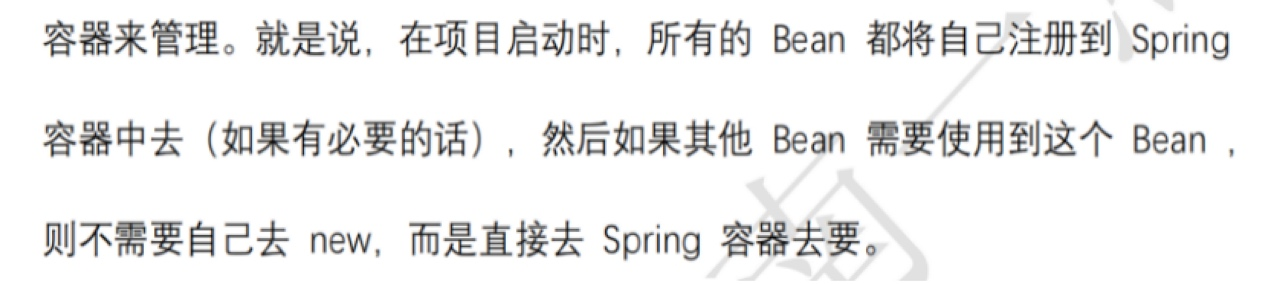 容器来管理。就是说，在项目启动时，所有的 Bean 都将自己注册到 Spring
容器中去（如果有必要的话），然后如果其他 Bean 需要使用到这个 Bean ，
则不需要自己去 new，而是直接去 Spring 容器去要。